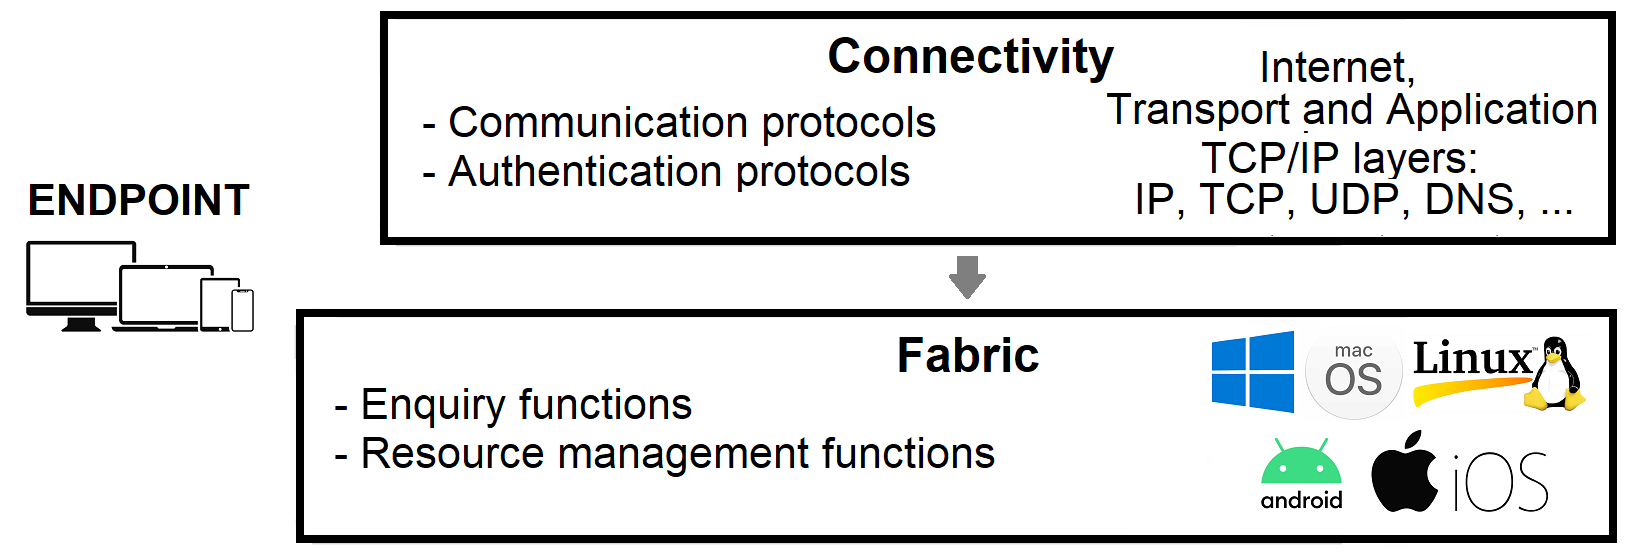 Connectivity
- Communication protocols
- Authentication protocols
Internet,
Transport and Application
TCP/IP layers:
IP, TCP, UDP, DNS, ...
ENDPOINT
Fabric
- Enquiry functions
- Resource management functions
mac
OS
Linux™
android
iOS